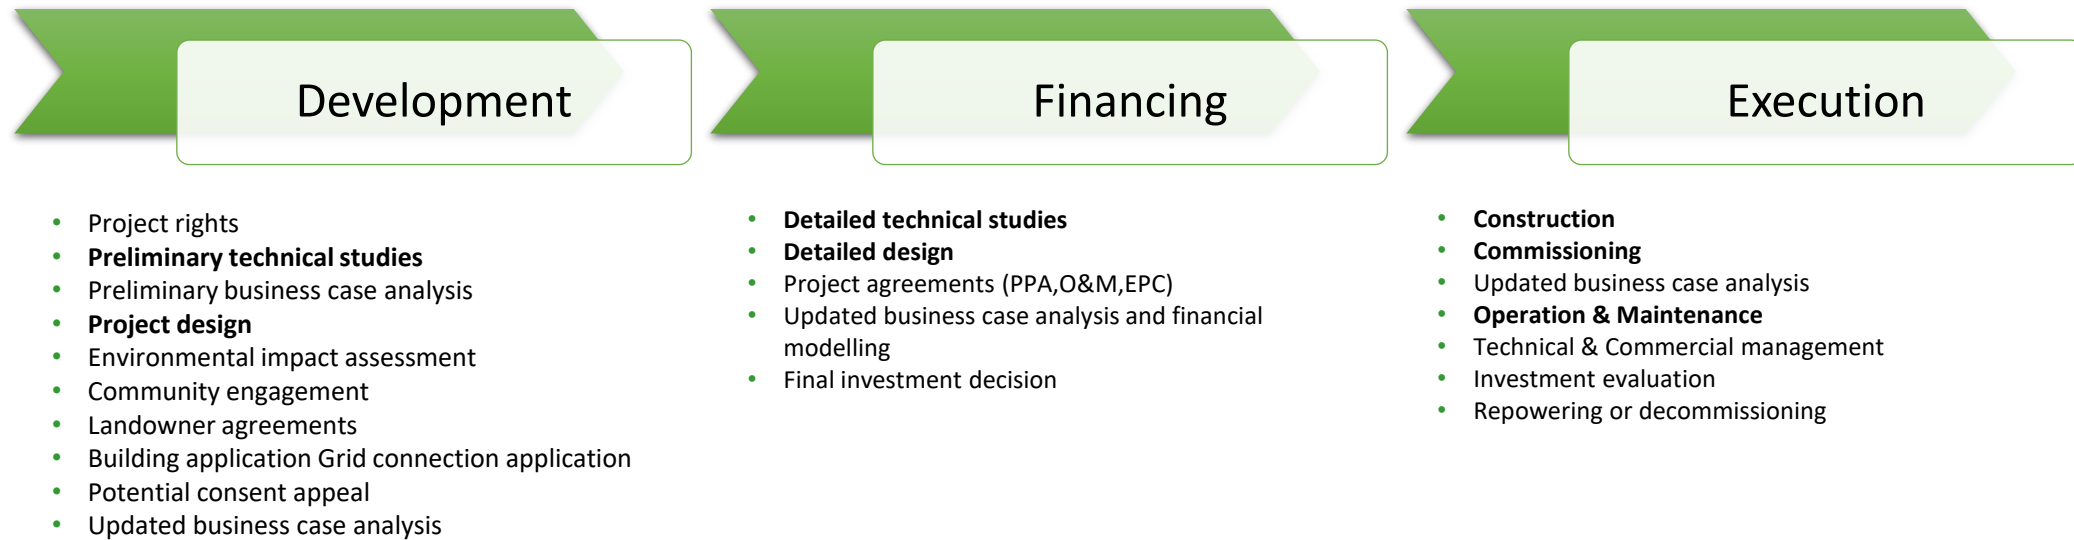 Development
• Project rights
• Preliminary technical studies
• Preliminary business case analysis
• Project design
• Environmental impact assessment
• Community engagement
• Landowner agreements
• Building application Grid connection application
• Potential consent appeal
• Updated business case analysis
Financing
• Detailed technical studies
• Detailed design
• Project agreements (PPA,O&M,EPC)
• Updated business case analysis and financial
modelling
• Final investment decision
Execution
• Construction
• Commissioning
• Updated business case analysis
• Operation & Maintenance
• Technical & Commercial management
• Investment evaluation
• Repowering or decommissioning